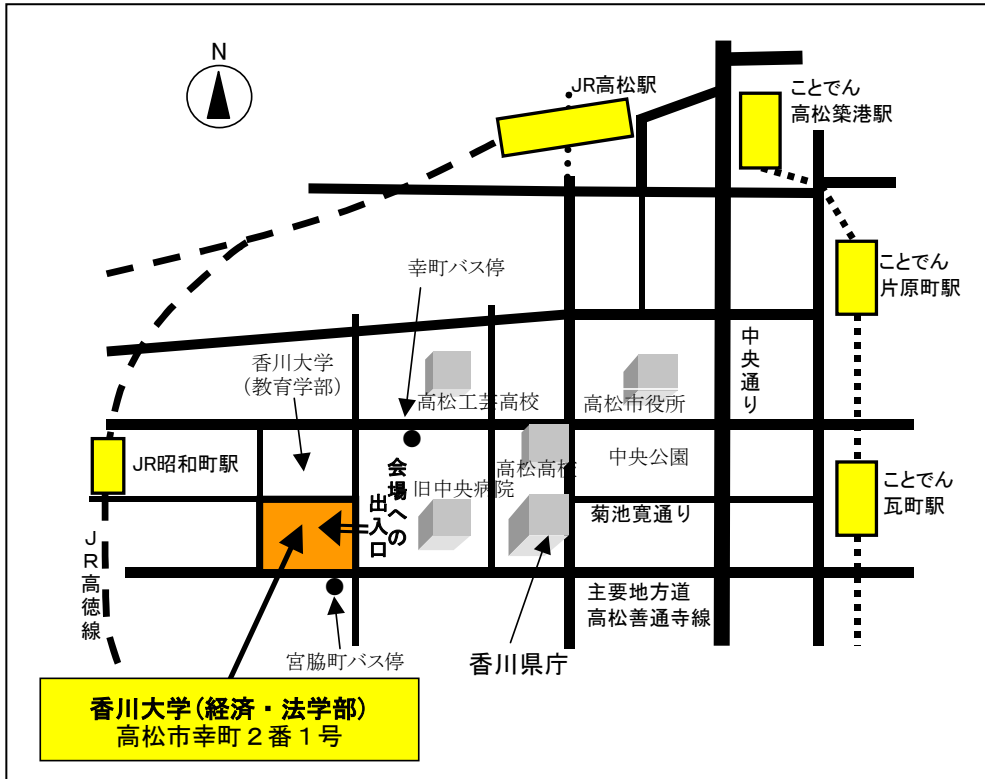 N
JR高松駅
ことでん
高松築港駅
ことでん
片原町駅
幸町バス停
中央通り
香川大学
(教育学部)
高松工芸高校
高松市役所
JR昭和町駅
会場への
出入口
旧中央病院
高松高校
中央公園
菊池寛通り
ことでん
瓦町駅
JR高徳線
主要地方道
高松善通寺線
宮脇町バス停
香川県庁
香川大学(経済・法学部)
高松市幸町2番1号